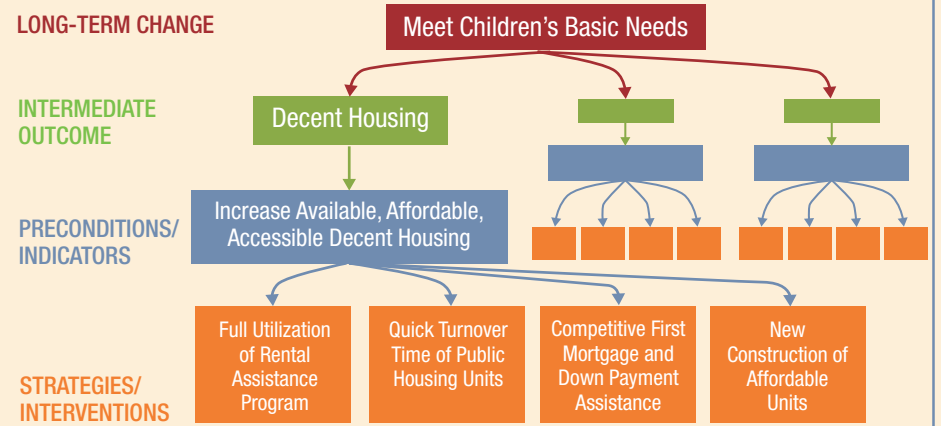 LONG-TERM CHANGE
Meet Children's Basic Needs
INTERMEDIATE
OUTCOME
Decent Housing
PRECONDITIONS/
INDICATORS
Increase Available, Affordable,
Accessible Decent Housing
STRATEGIES/
INTERVENTIONS
Full Utilization
of Rental
Assistance
Program
Quick Turnover
Time of Public
Housing Units
Competitive First
Mortgage and
Down Payment
Assistance
New
Construction of
Affordable
Units